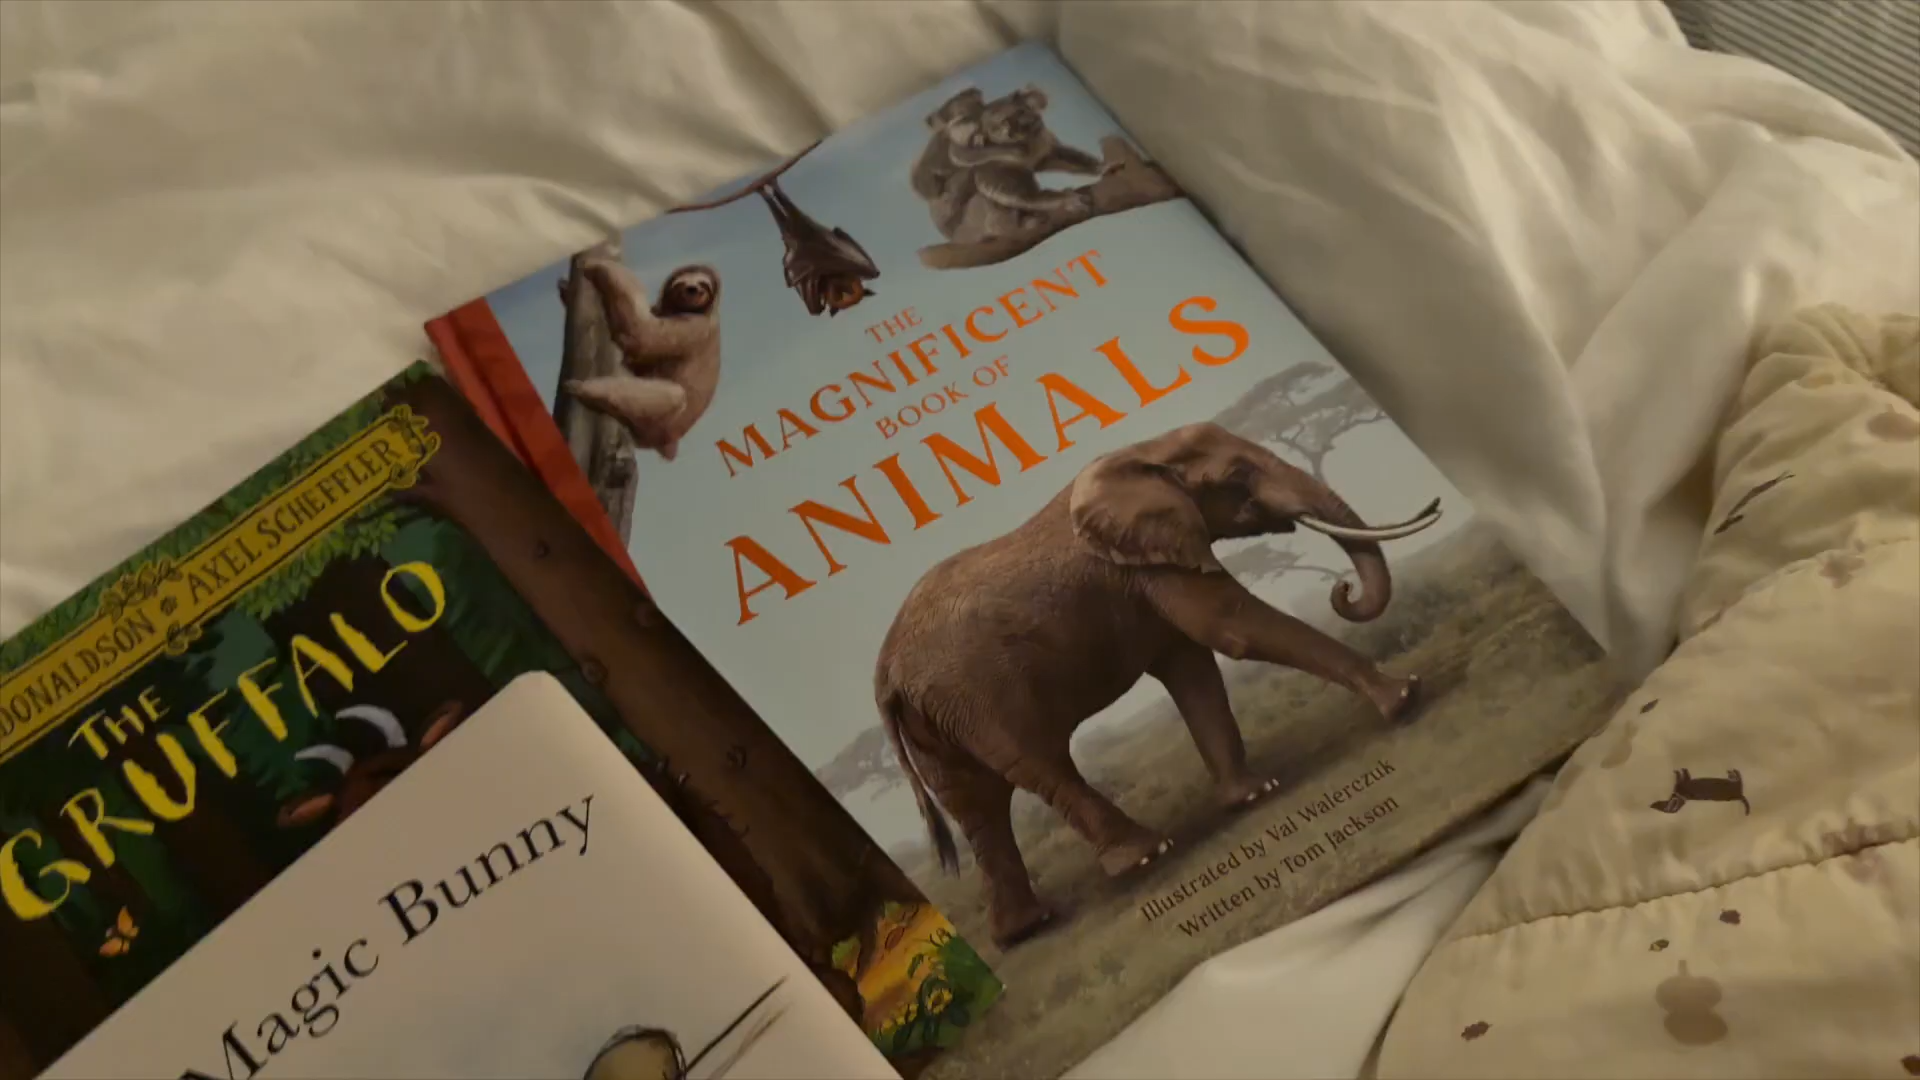 THE
MAGNIFICENT
BOOK OF
ANIMALS
Illustrated by Val Walerczuk
Written by Tom Jackson
DONALDSON AXEL SCHEFFLER
THE
GRUFFALO
Magic Bunny